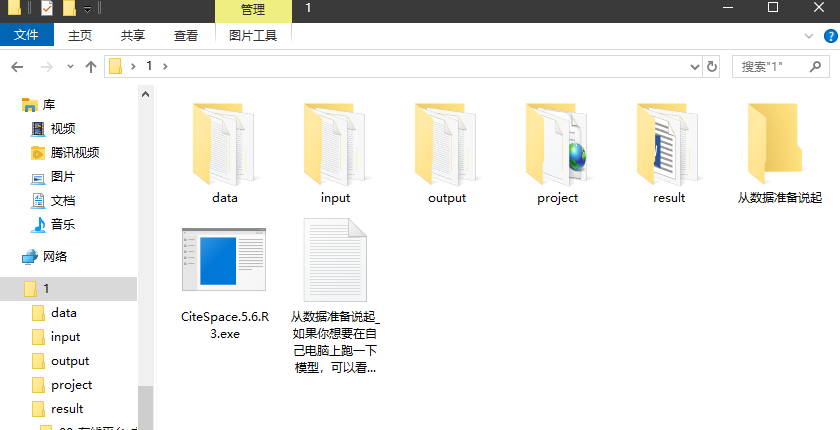 管理
1
文件
主页
共享
查看
图片工具
1
搜索"1"
库
视频
腾讯视频
图片
文档
音乐
网络
1
data
input
output
project
result
data
input
output
project
result
从数据准备说起
CiteSpace.5.6.R
3.exe
从数据准备说起_
如果你想要在自
己电脑上跑一下
模型，可以看...